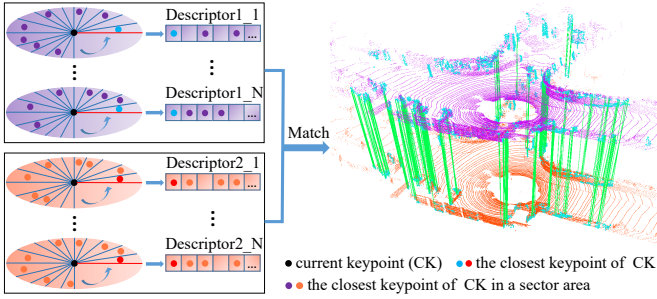 Descriptor1_1
...
Descriptor1_N
...
Match
Descriptor2_1
...
Descriptor2_N
...
current keypoint (CK)
the closest keypoint of CK
the closest keypoint of CK in a sector area